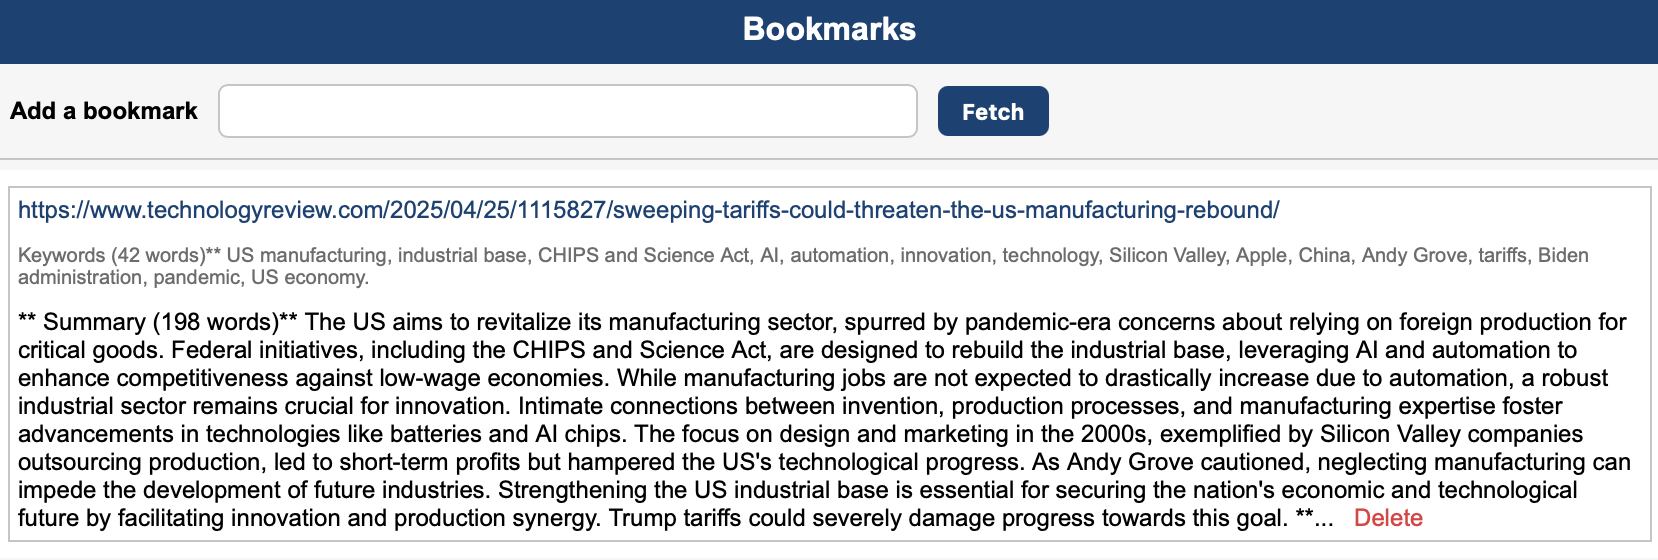 Bookmarks
Add a bookmark
Fetch
https://www.technologyreview.com/2025/04/25/1115827/sweeping-tariffs-could-threaten-the-us-manufacturing-rebound/
Keywords (42 words)** US manufacturing, industrial base, CHIPS and Science Act, AI, automation, innovation, technology, Silicon Valley, Apple, China, Andy Grove, tariffs, Biden
administration, pandemic, US economy.
** Summary (198 words)** The US aims to revitalize its manufacturing sector, spurred by pandemic-era concerns about relying on foreign production for
critical goods. Federal initiatives, including the CHIPS and Science Act, are designed to rebuild the industrial base, leveraging AI and automation to
enhance competitiveness against low-wage economies. While manufacturing jobs are not expected to drastically increase due to automation, a robust
industrial sector remains crucial for innovation. Intimate connections between invention, production processes, and manufacturing expertise foster
advancements in technologies like batteries and AI chips. The focus on design and marketing in the 2000s, exemplified by Silicon Valley companies
outsourcing production, led to short-term profits but hampered the US's technological progress. As Andy Grove cautioned, neglecting manufacturing can
impede the development of future industries. Strengthening the US industrial base is essential for securing the nation's economic and technological
future by facilitating innovation and production synergy. Trump tariffs could severely damage progress towards this goal. **... Delete